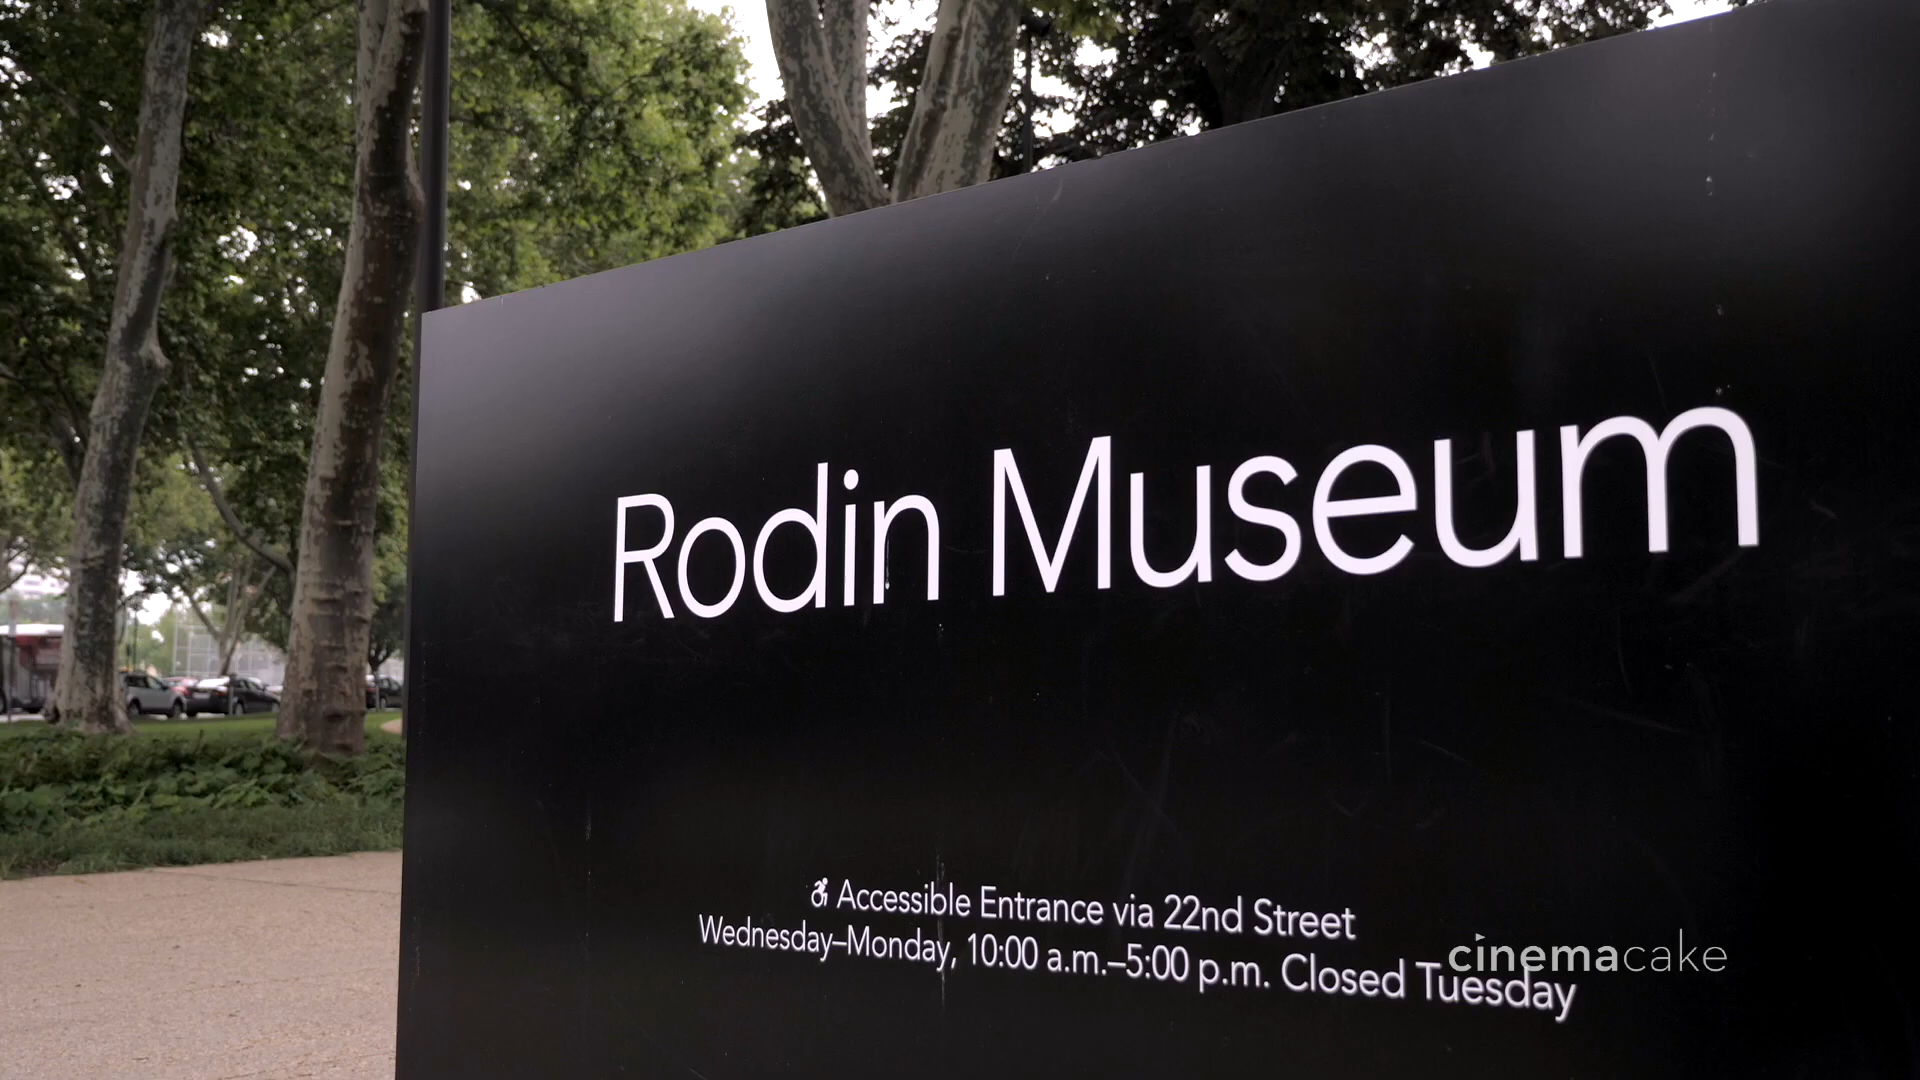 Rodin Museum
Accessible Entrance via 22nd Street
Wednesday–Monday, 10:00 a.m.–5:00 p.m. Closed Tuesday
cinemacake